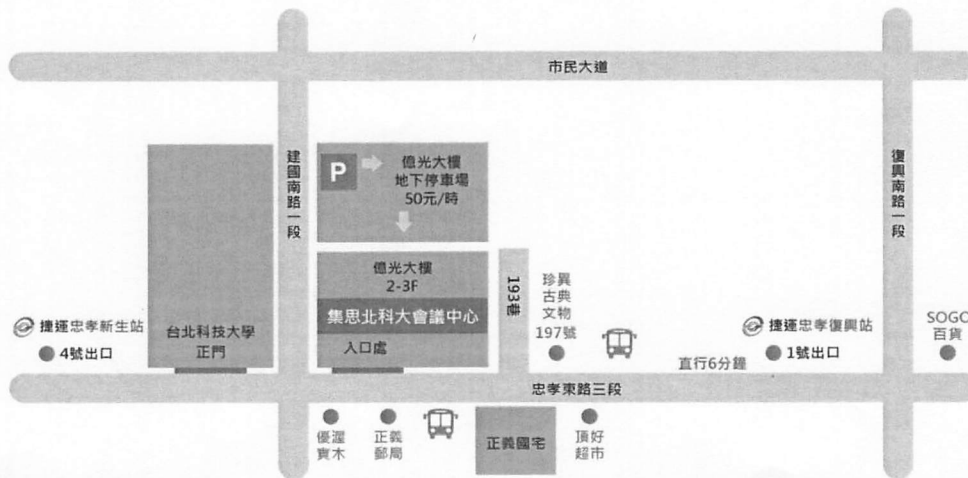 市民大道
建國南路一段
復興南路一段
P
億光大樓
地下停車場
50元/時
億光大樓
2-3F
集思北科大會議中心
入口處
193巷
珍異
古典
文物
197號
捷運忠孝新生站
4號出口
台北科技大學
正門
捷運忠孝復興站
1號出口
直行6分鐘
SOGO
百貨
忠孝東路三段
優渥
實木
正義
郵局
正義國宅
頂好
超市